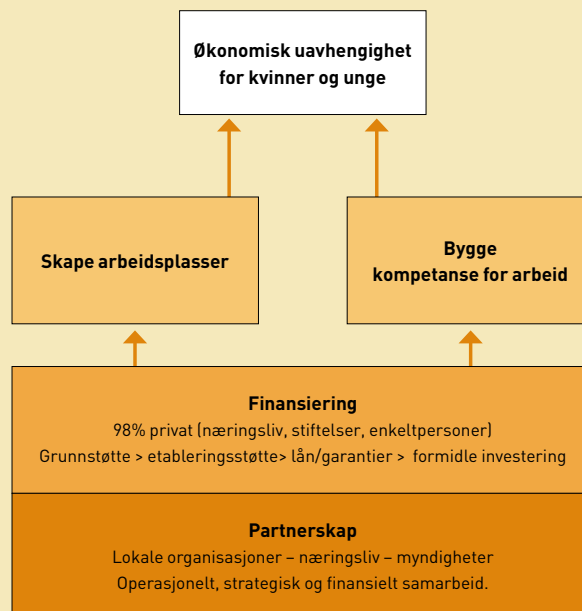 Økonomisk uavhengighet
for kvinner og unge
Skape arbeidsplasser
Bygge
kompetanse for arbeid
Finansiering
98% privat (næringsliv, stiftelser, enkeltpersoner)
Grunnstøtte > etableringsstøtte> lån/garantier > formidle investering
Partnerskap
Lokale organisasjoner – næringsliv – myndigheter
Operasjonelt, strategisk og finansielt samarbeid.